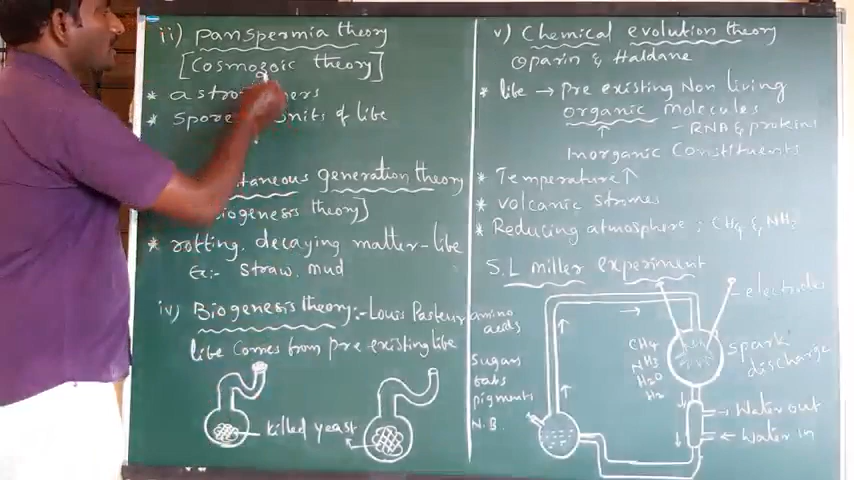 ii) Panspermia theory
[Cosmozoic theory]
* astro
* spore units of life
generation theory
biogenesis theory]
* rotting, decaying matter - life
Ex:- straw, mud
iv) Biogenesis theory:- Louis Pasteur
life Comes from pre existing life
killed yeast
v) Chemical evolution theory
Oparin & Haldane
* life → Pre existing Non living
organic Molecules
- RNA & proteins
Inorganic Constituents
* Temperature ↑
* volcanic stromes
* Reducing atmosphere : CH4 & NH3
S.L miller experiment
amino
acids
Sugars
fats
pigments
N.B.
electrodes
CH4
NH3
H2O
H2
spark
discharge
→ Water out
← Water in